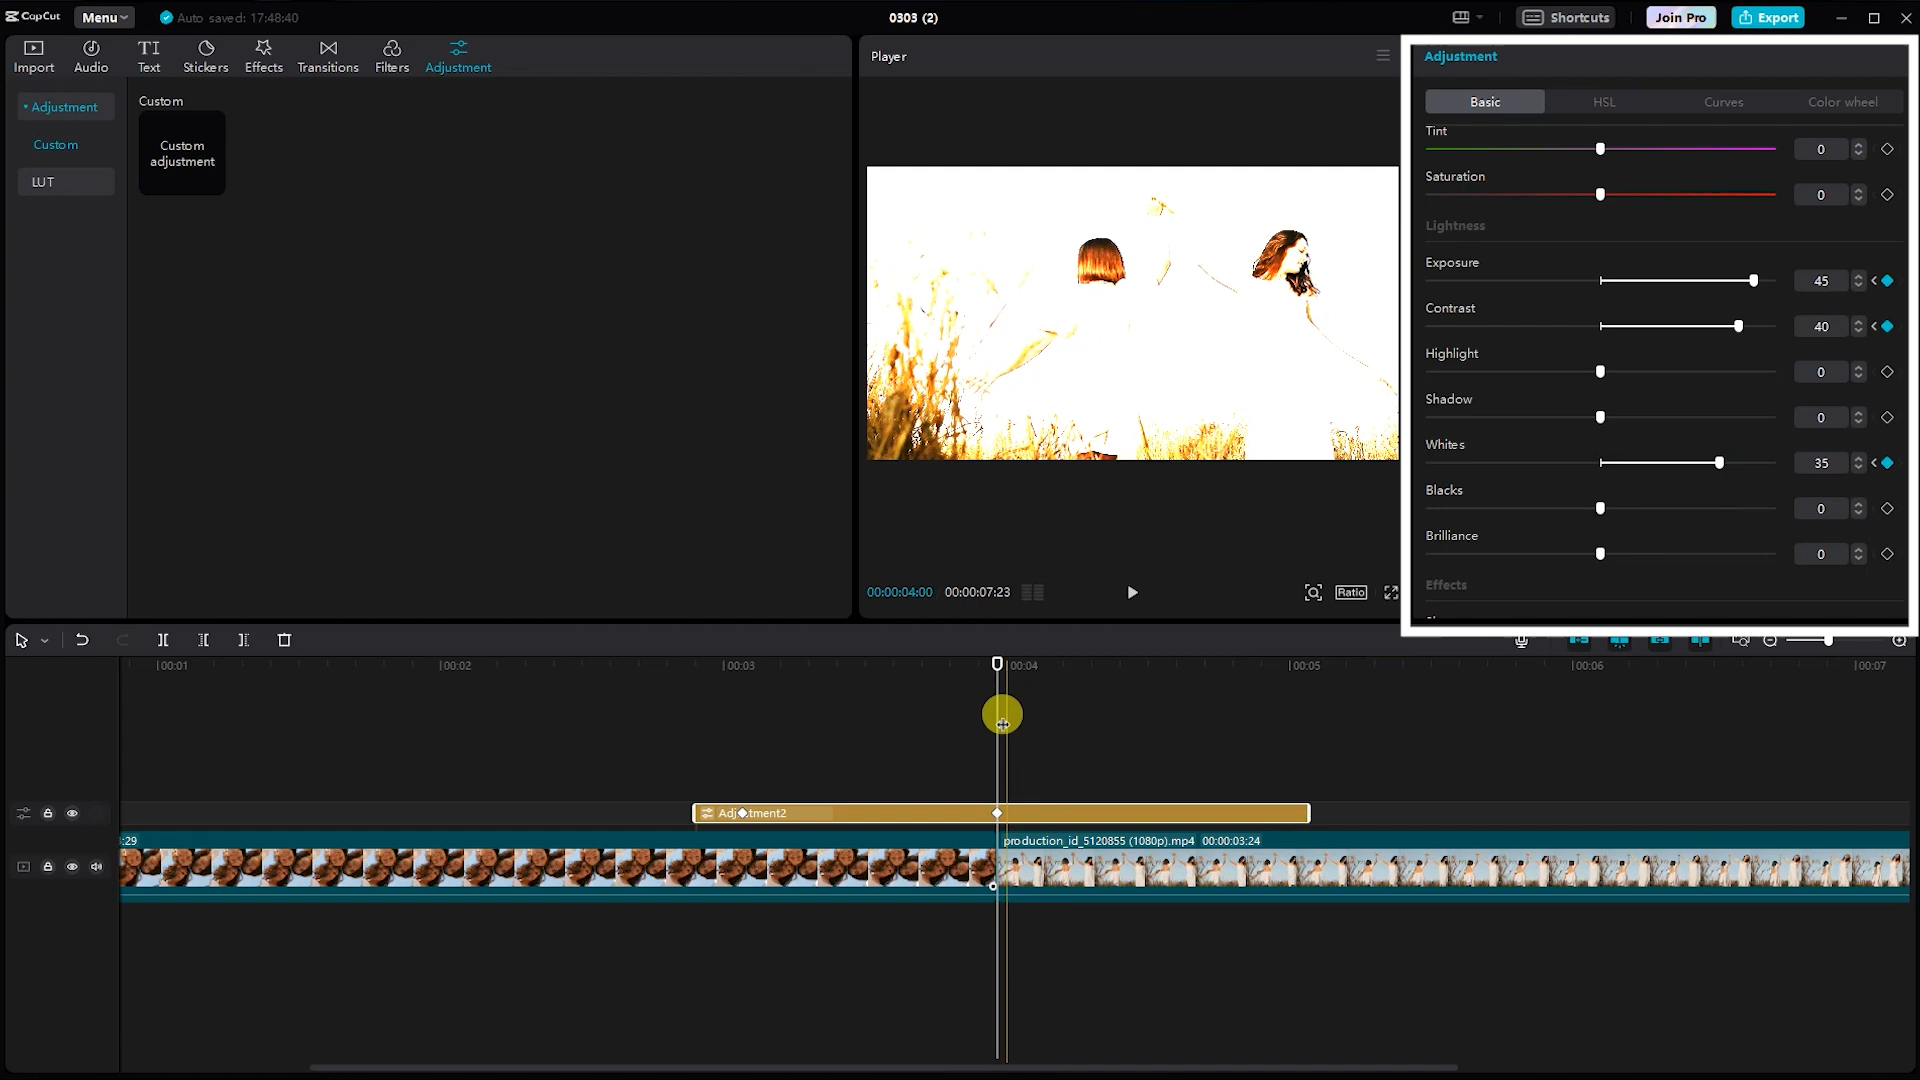 CapCut
Menu
Auto saved: 17:48:40
0303 (2)
Shortcuts
Join Pro
Export
Import
Audio
TI
Text
Stickers
Effects
Transitions
Filters
Adjustment
Adjustment
Custom
LUT
Custom
Custom
adjustment
Player
00:00:04:00
00:00:07:23
Ratio
Adjustment
Basic
HSL
Curves
Color wheel
Tint
0
Saturation
0
Lightness
Exposure
45
Contrast
40
Highlight
0
Shadow
0
Whites
35
Blacks
0
Brilliance
0
Effects
00:01
00:02
00:03
00:04
00:05
00:06
00:07
Adjustment2
:29
production_id_5120855 (1080p).mp4 00:00:03:24